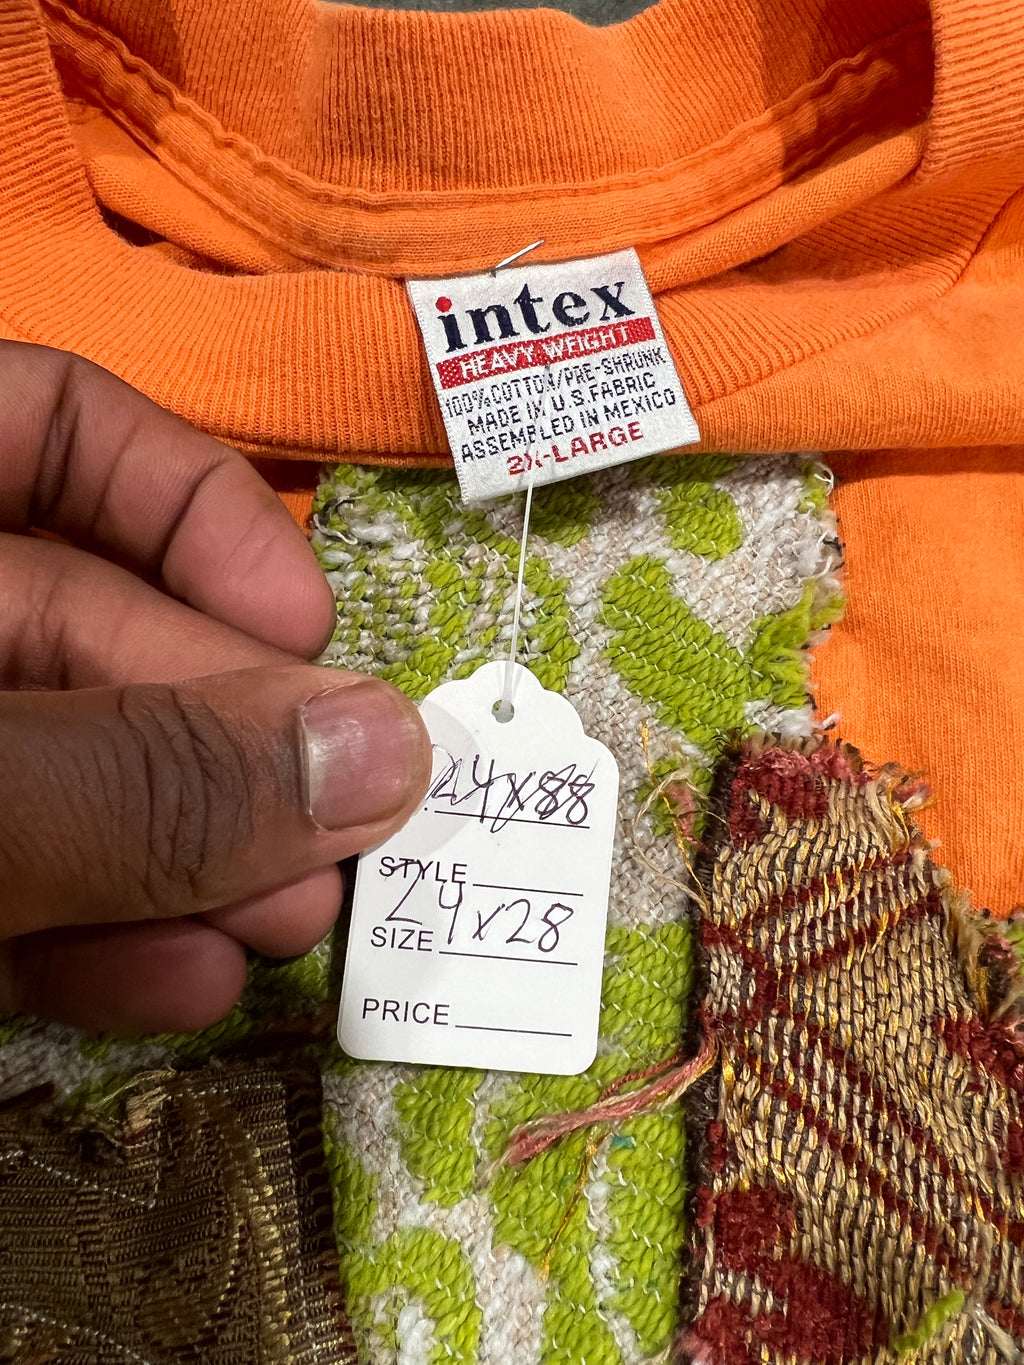 intex
HEAVY WEIGHT
100% COTTON/PRE-SHRUNK
MADE IN U.S. FABRIC
ASSEMBLED IN MEXICO
2X-LARGE
24x88
STYLE
24x28
SIZE
PRICE